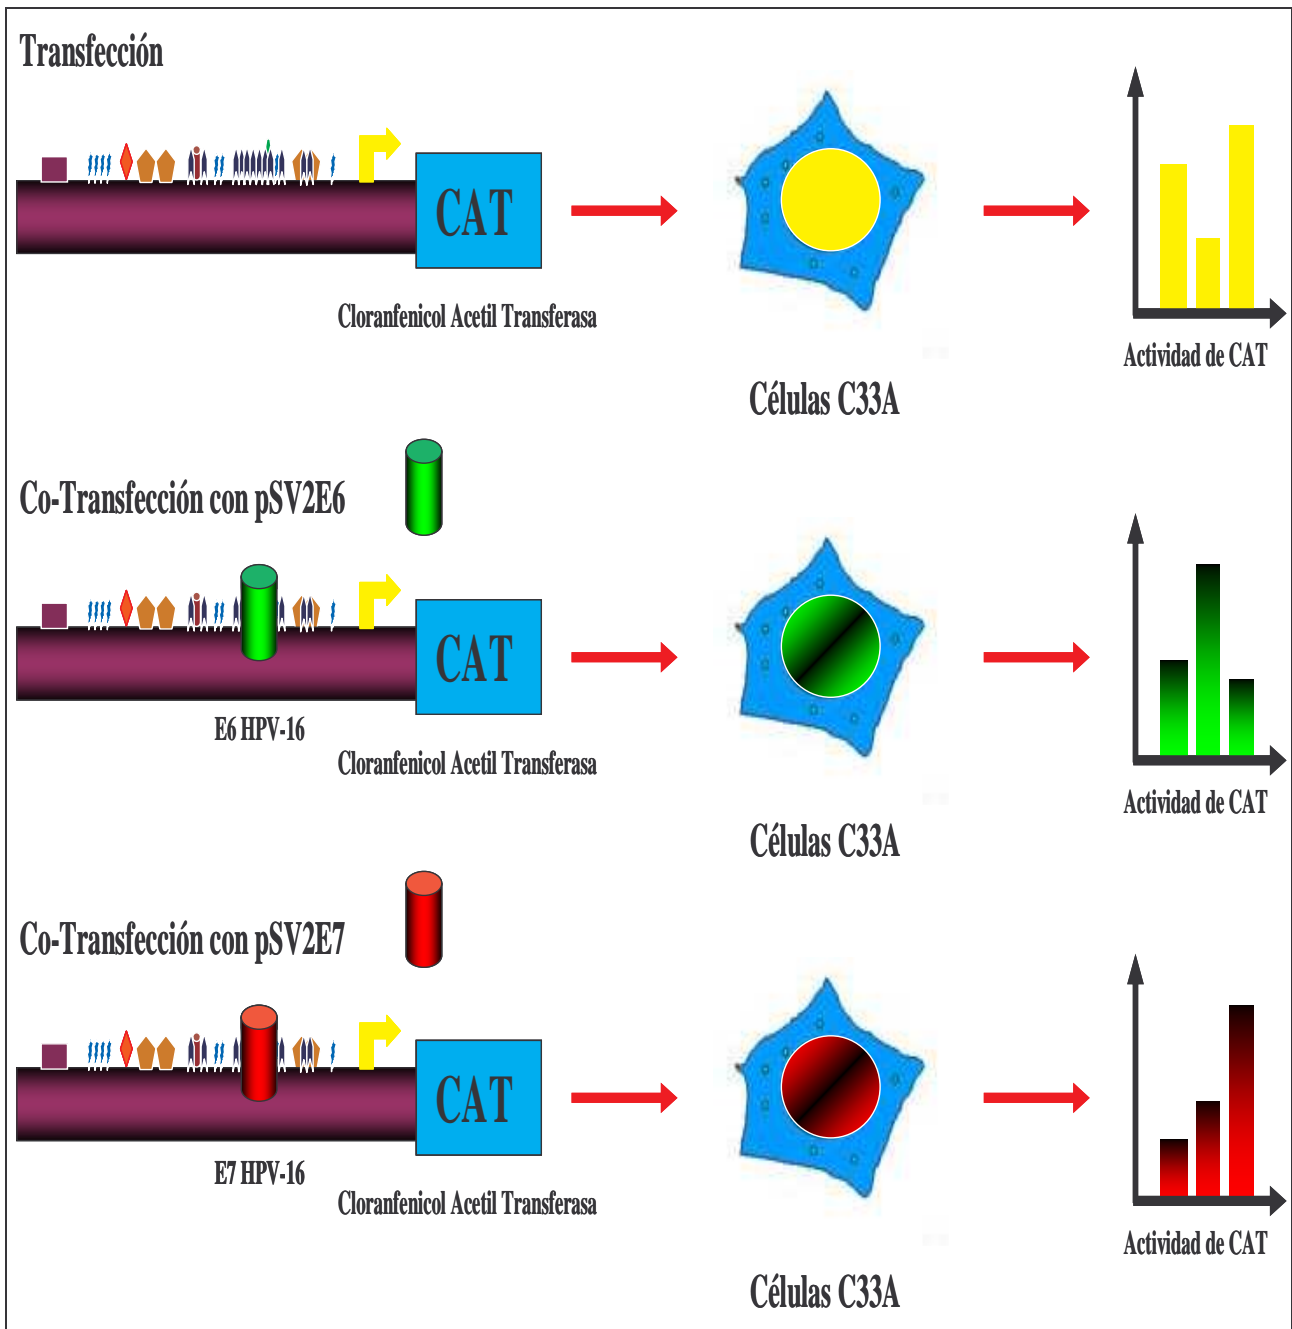 Transfección
CAT
Cloranfenicol Acetil Transferasa
Actividad de CAT
Células C33A
Co-Transfección con pSV2E6
CAT
E6 HPV-16
Cloranfenicol Acetil Transferasa
Actividad de CAT
Células C33A
Co-Transfección con pSV2E7
CAT
E7 HPV-16
Cloranfenicol Acetil Transferasa
Actividad de CAT
Células C33A